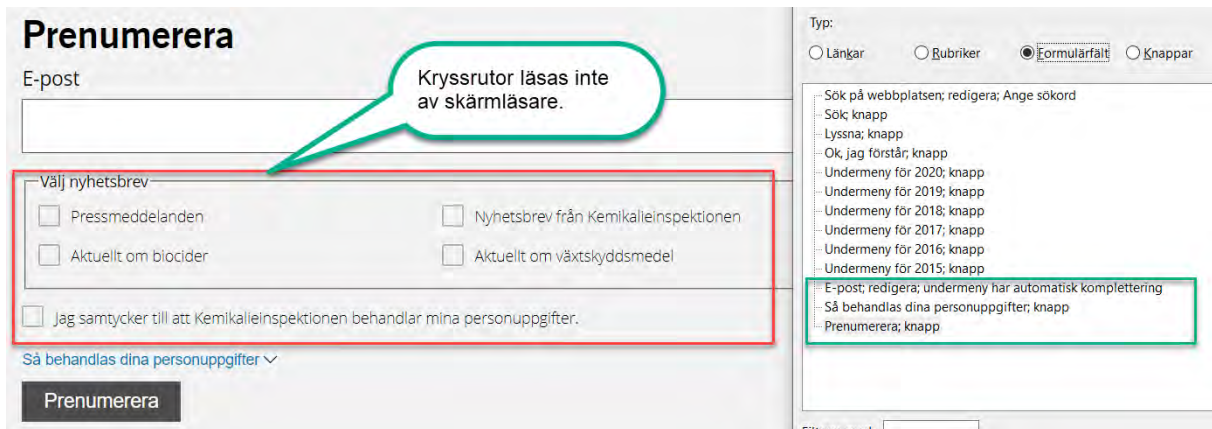 Prenumerera
E-post
Kryssrutor läsas inte
av skärmläsare.
Välj nyhetsbrev
Pressmeddelanden
Nyhetsbrev från Kemikalieinspektionen
Aktuellt om biocider
Aktuellt om växtskyddsmedel
Jag samtycker till att Kemikalieinspektionen behandlar mina personuppgifter.
Så behandlas dina personuppgifter
Prenumerera
Typ:
Länkar Rubriker Formulärfält Knappar
Sök på webbplatsen; redigera; Ange sökord
Sök; knapp
Lyssna; knapp
Ok, jag förstår; knapp
Undermeny för 2020; knapp
Undermeny för 2019; knapp
Undermeny för 2018; knapp
Undermeny för 2017; knapp
Undermeny för 2016; knapp
Undermeny för 2015; knapp
E-post; redigera; undermeny har automatisk komplettering
Så behandlas dina personuppgifter; knapp
Prenumerera; knapp